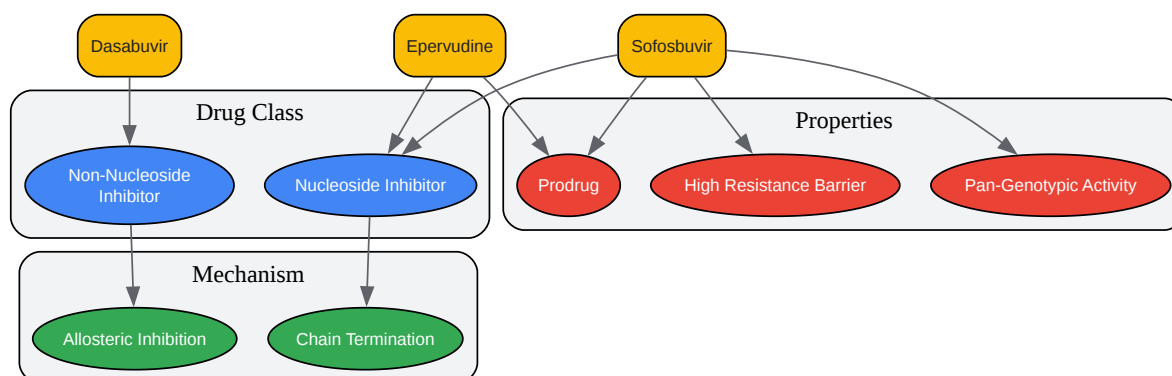 Dasabuvir
Epervudine
Sofosbuvir
Drug Class
Properties
Non-Nucleoside
Inhibitor
Nucleoside Inhibitor
Prodrug
High Resistance Barrier
Pan-Genotypic Activity
Mechanism
Allosteric Inhibition
Chain Termination